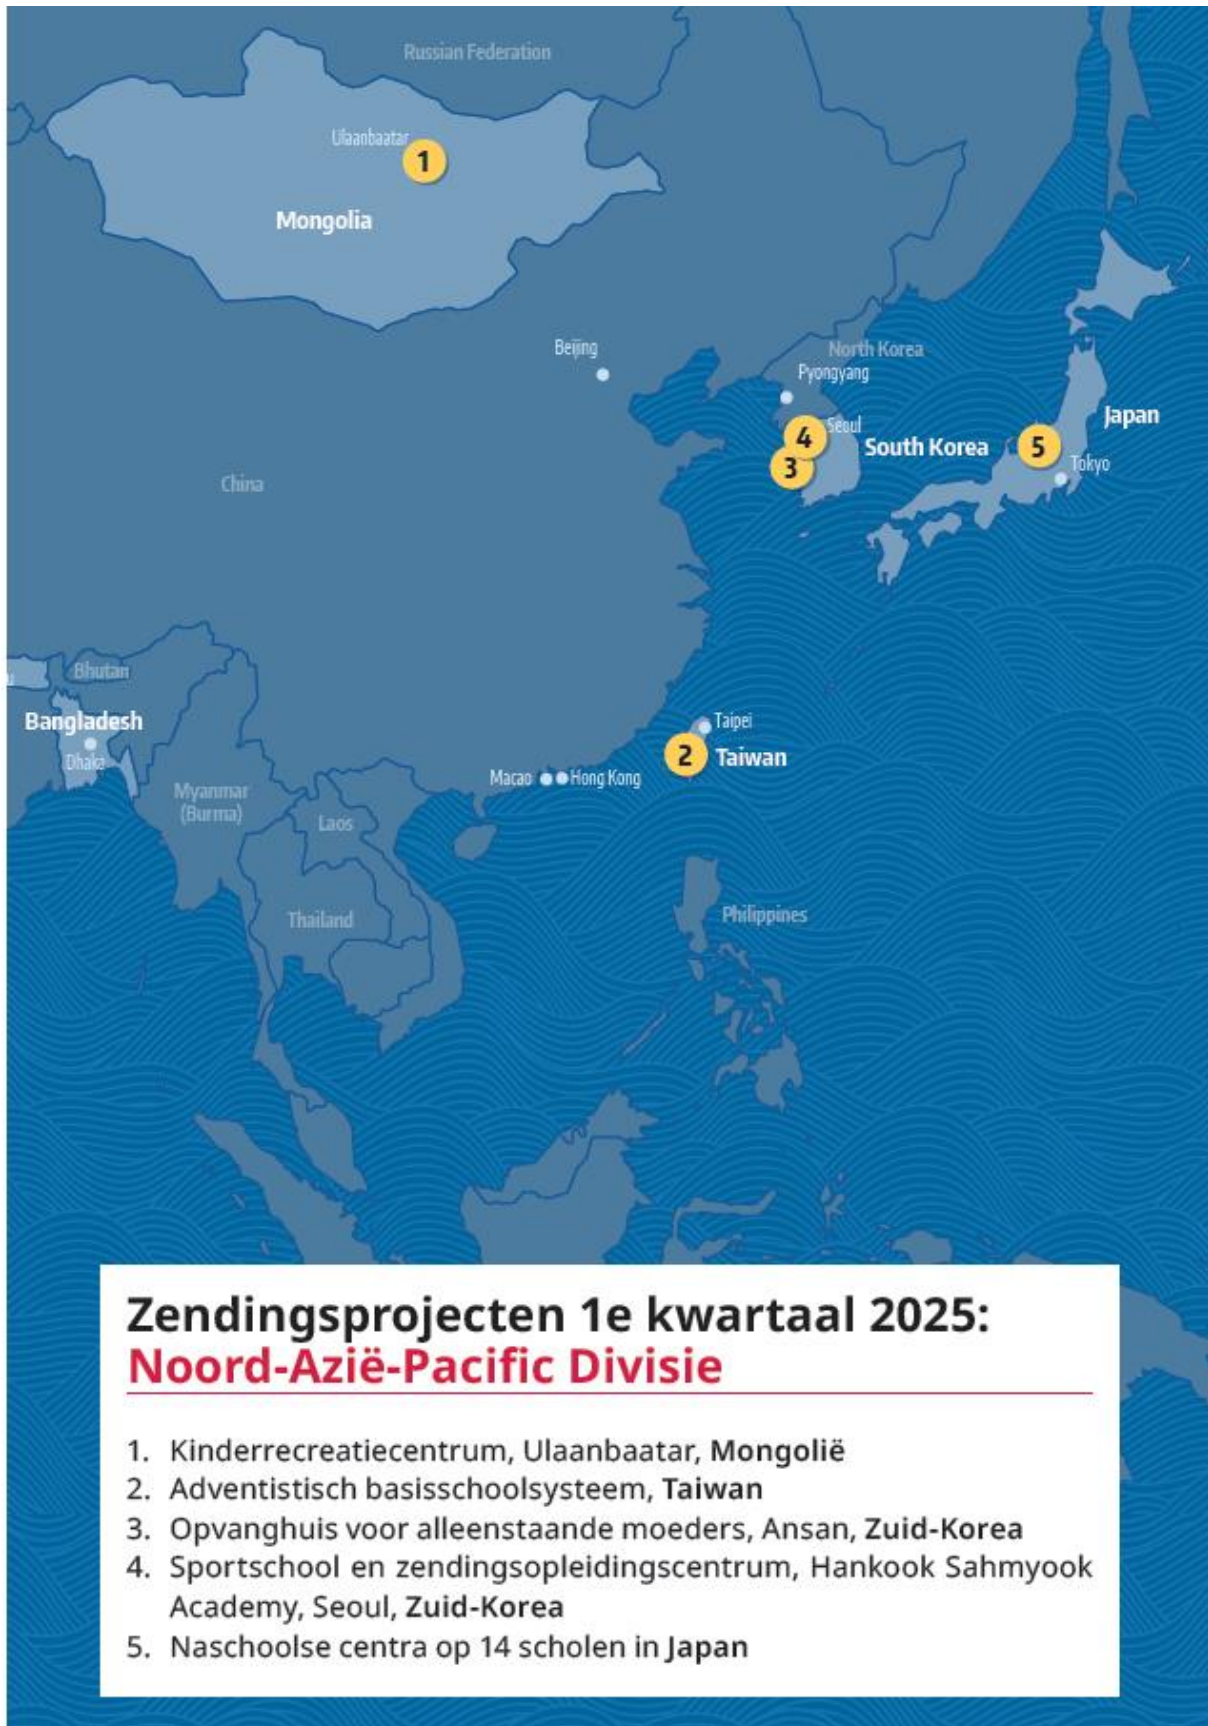 Russian Federation
Ulaanbaatar
1
Mongolia
Beijing
North Korea
Pyongyang
Japan
4
Seoul
South Korea
5
3
Tokyo
China
Bhutan
Bangladesh
Dhaka
Taipei
2
Taiwan
Macao
Hong Kong
Myanmar
(Burma)
Laos
Thailand
Philippines
Zendingsprojecten 1e kwartaal 2025:
Noord-Azië-Pacific Divisie
1. Kinderrecreatiecentrum, Ulaanbaatar, Mongolië
2. Adventistisch basisschoolsysteem, Taiwan
3. Opvanghuis voor alleenstaande moeders, Ansan, Zuid-Korea
4. Sportschool en zendingsopleidingscentrum, Hankook Sahmyook
Academy, Seoul, Zuid-Korea
5. Naschoolse centra op 14 scholen in Japan